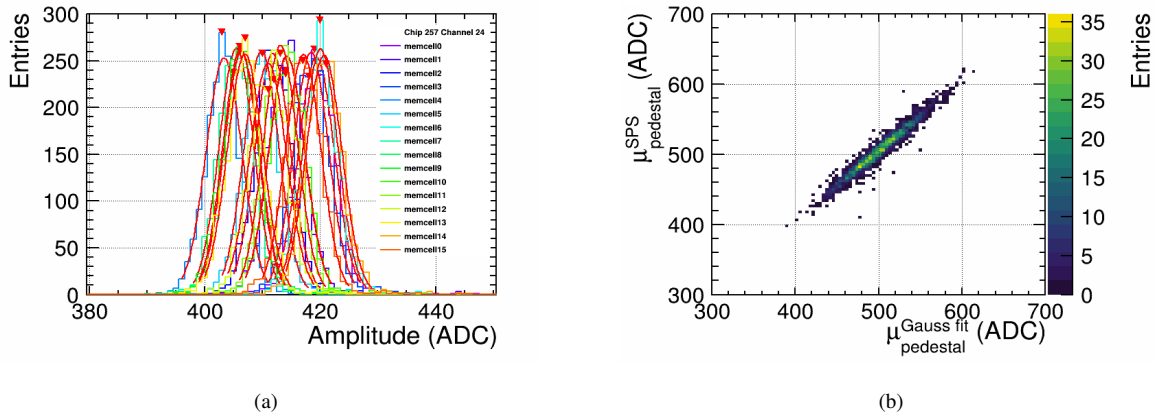 Entries
300
250
200
150
100
50
0
380
400
420
440
Amplitude (ADC)
Chip 257 Channel 24
memcell0
memcell1
memcell2
memcell3
memcell4
memcell5
memcell6
memcell7
memcell8
memcell9
memcell10
memcell11
memcell12
memcell13
memcell14
memcell15
(a)
μ^SPS_pedestal (ADC)
700
600
500
400
300
300
400
500
600
700
μ^Gauss fit_pedestal (ADC)
Entries
35
30
25
20
15
10
5
0
(b)